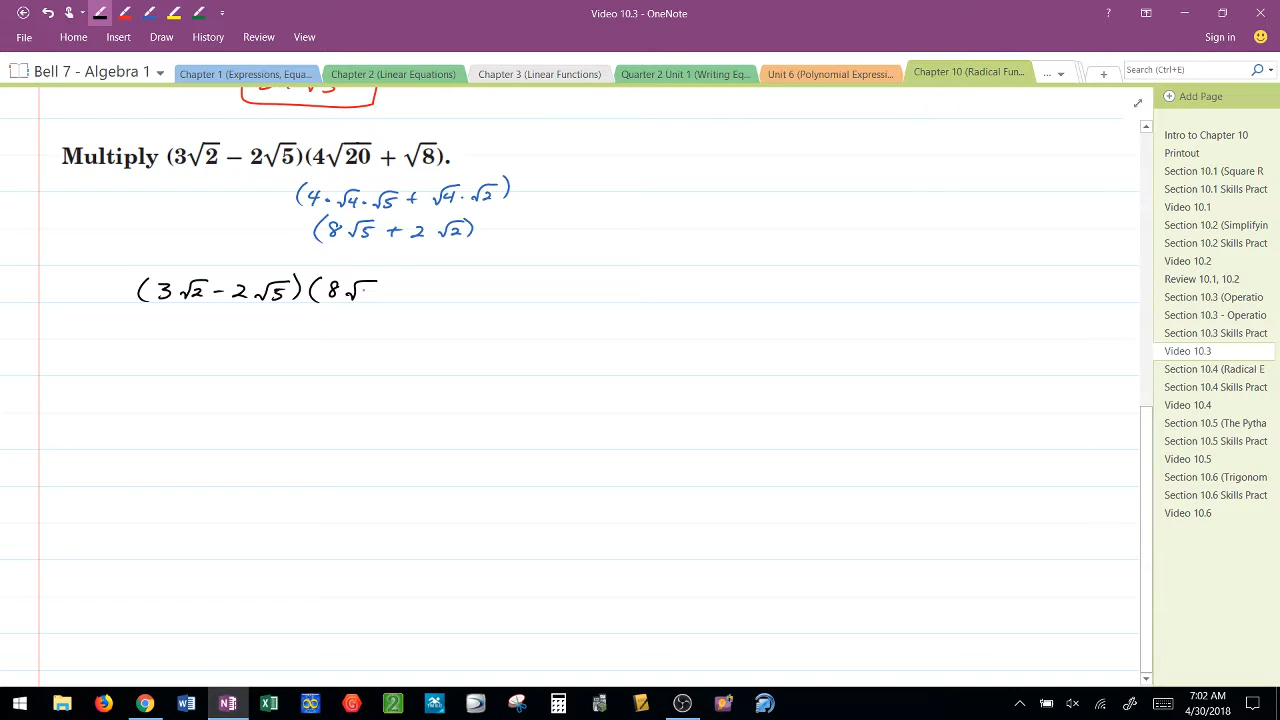 Video 10.3 - OneNote
File Home Insert Draw History Review View
Sign in
Bell 7 - Algebra 1
Chapter 1 (Expressions, Equa...
Chapter 2 (Linear Equations)
Chapter 3 (Linear Functions)
Quarter 2 Unit 1 (Writing Eq...
Unit 6 (Polynomial Expressi...
Chapter 10 (Radical Fun...
...
Search (Ctrl+E)
Add Page
Multiply (3√2 − 2√5)(4√20 + √8).
(4·√4·√5 + √4·√2)
(8√5 + 2√2)
(3√2 − 2√5)(8√
Intro to Chapter 10
Printout
Section 10.1 (Square R
Section 10.1 Skills Pract
Video 10.1
Section 10.2 (Simplifyin
Section 10.2 Skills Pract
Video 10.2
Review 10.1, 10.2
Section 10.3 (Operatio
Section 10.3 - Operatio
Section 10.3 Skills Pract
Video 10.3
Section 10.4 (Radical E
Section 10.4 Skills Pract
Video 10.4
Section 10.5 (The Pytha
Section 10.5 Skills Pract
Video 10.5
Section 10.6 (Trigonom
Section 10.6 Skills Pract
Video 10.6
7:02 AM
4/30/2018